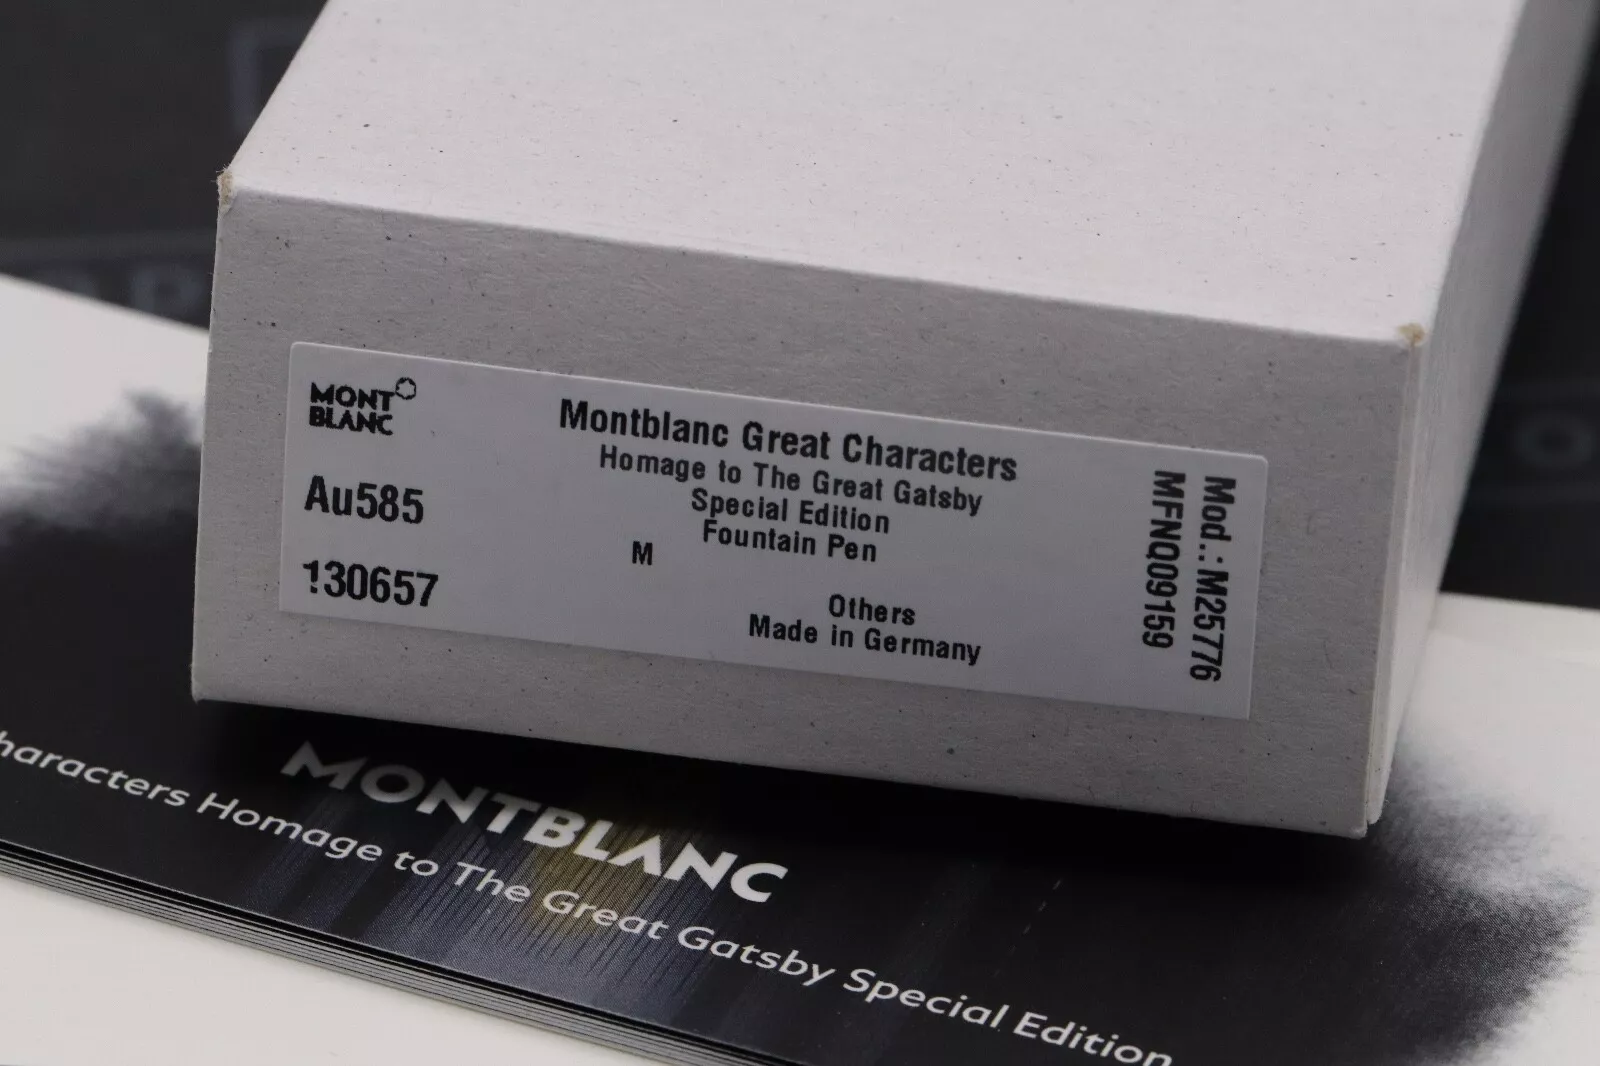 MONT
BLANC
Au585
130657
Montblanc Great Characters
Homage to The Great Gatsby
Special Edition
Fountain Pen
M
Others
Made in Germany
Mod.: M25776
MFNQ09159
MONTBLANC
haracters Homage to The Great Gatsby Special Edition